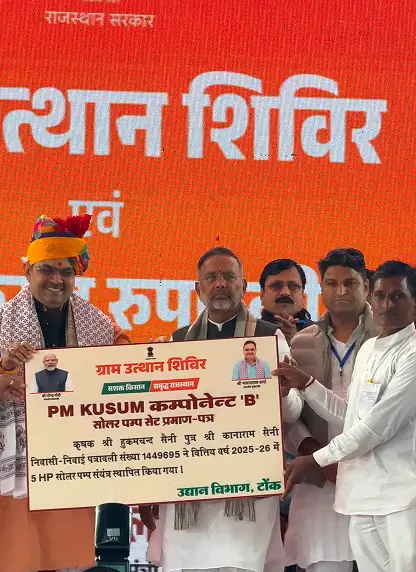 राजस्थान सरकार
त्थान शिविर
एवं
ग्राम उत्थान शिविर
सशक्त किसान समृद्ध राजस्थान
PM KUSUM कम्पोनेन्ट 'B'
सोलर पम्प सेट प्रमाण-पत्र
कृषक श्री हुकमचन्द सैनी पुत्र श्री कानाराम सैनी
निवासी-निवाई पत्रावली संख्या 1449695 ने वित्तिय वर्ष 2025-26 में
5 HP सोलर पम्प संयंत्र स्थापित किया गया।
उद्यान विभाग, टोंक